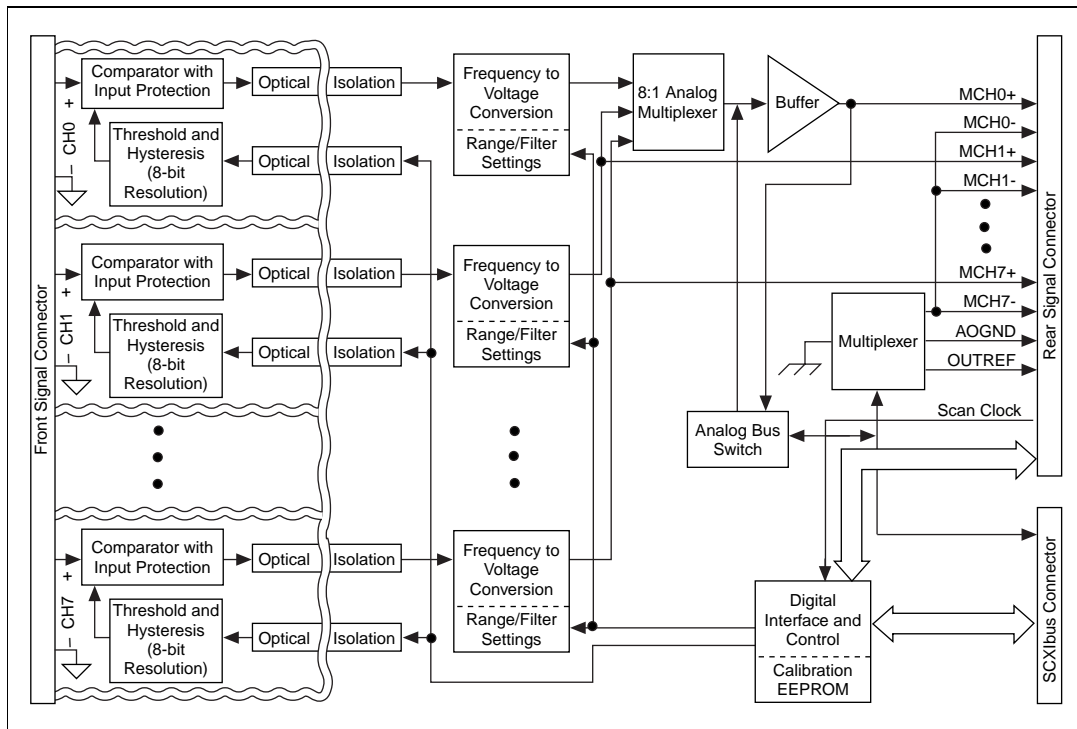 Front Signal Connector
+
CH0
–
Comparator with
Input Protection
Optical
Isolation
Threshold and
Hysteresis
(8-bit
Resolution)
Optical
Isolation
Frequency to
Voltage
Conversion
Range/Filter
Settings
8:1 Analog
Multiplexer
Buffer
MCH0+
MCH0-
MCH1+
MCH1-
MCH7+
MCH7-
AOGND
OUTREF
Scan Clock
Rear Signal Connector
+
CH1
–
Comparator with
Input Protection
Optical
Isolation
Threshold and
Hysteresis
(8-bit
Resolution)
Optical
Isolation
Frequency to
Voltage
Conversion
Range/Filter
Settings
Multiplexer
Analog Bus
Switch
+
CH7
–
Comparator with
Input Protection
Optical
Isolation
Threshold and
Hysteresis
(8-bit
Resolution)
Optical
Isolation
Frequency to
Voltage
Conversion
Range/Filter
Settings
Digital
Interface and
Control
Calibration
EEPROM
SCXIbus Connector